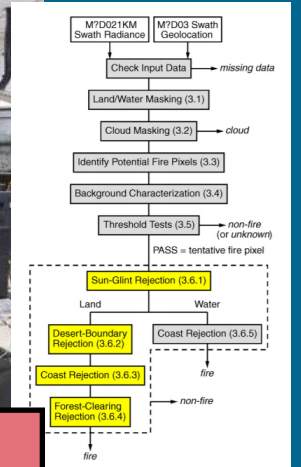 M?D021KM
Swath Radiance
M?D03 Swath
Geolocation
Check Input Data
missing data
Land/Water Masking (3.1)
Cloud Masking (3.2)
cloud
Identify Potential Fire Pixels (3.3)
Background Characterization (3.4)
Threshold Tests (3.5)
non-fire
(or unknown)
PASS = tentative fire pixel
Sun-Glint Rejection (3.6.1)
Land
Water
Desert-Boundary
Rejection (3.6.2)
Coast Rejection (3.6.5)
Coast Rejection (3.6.3)
fire
Forest-Clearing
Rejection (3.6.4)
non-fire
fire